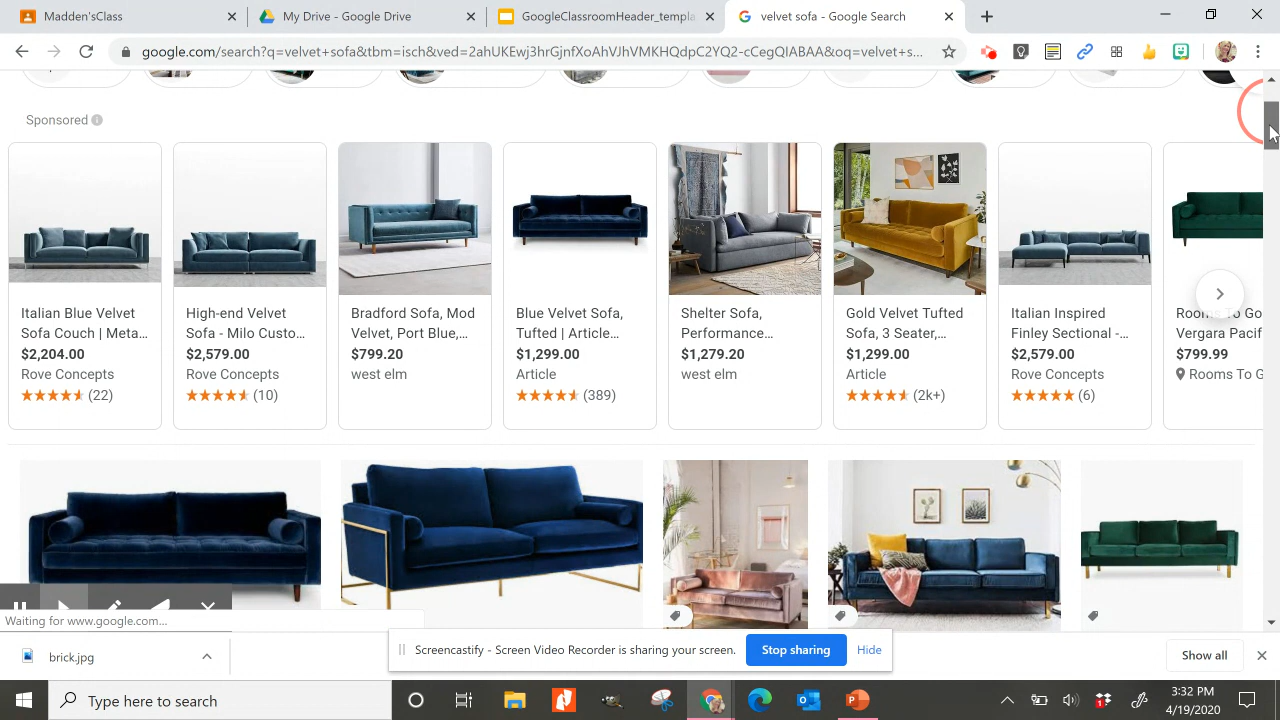 Madden'sClass
My Drive - Google Drive
GoogleClassroomHeader_templa
velvet sofa - Google Search
google.com/search?q=velvet+sofa&tbm=isch&ved=2ahUKEwj3hrGjnfXoAhVJhVMKHQdpC2YQ2-cCegQIABAA&oq=velvet+s...
Sponsored
Italian Blue Velvet
Sofa Couch | Meta...
$2,204.00
Rove Concepts
(22)
High-end Velvet
Sofa - Milo Custo...
$2,579.00
Rove Concepts
(10)
Bradford Sofa, Mod
Velvet, Port Blue,...
$799.20
west elm
Blue Velvet Sofa,
Tufted | Article...
$1,299.00
Article
(389)
Shelter Sofa,
Performance...
$1,279.20
west elm
Gold Velvet Tufted
Sofa, 3 Seater,...
$1,299.00
Article
(2k+)
Italian Inspired
Finley Sectional -...
$2,579.00
Rove Concepts
(6)
Rooms To Go
Vergara Pacif
$799.99
Rooms To G
Waiting for www.google.com...
Screencastify - Screen Video Recorder is sharing your screen.
Stop sharing
Hide
brick.jpg
Show all
Type here to search
3:32 PM
4/19/2020